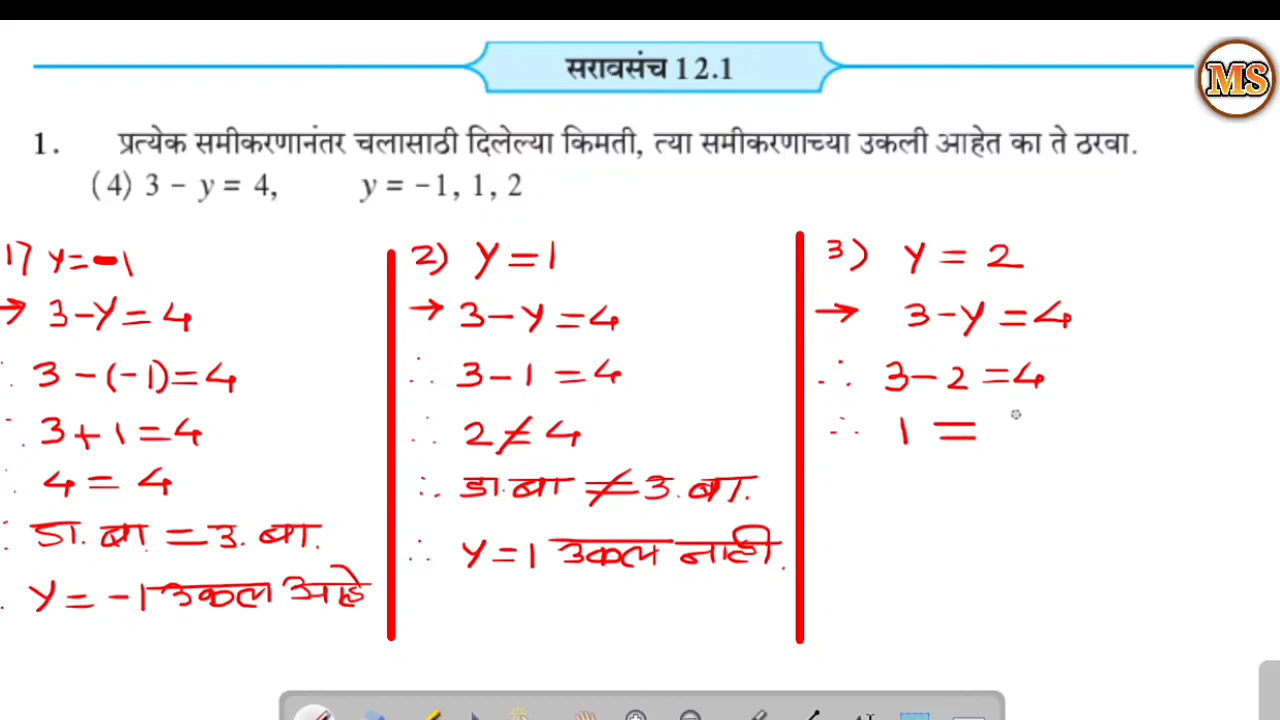 सरावसंच 12.1
MS
1. प्रत्येक समीकरणानंतर चलासाठी दिलेल्या किमती, त्या समीकरणाच्या उकली आहेत का ते ठरवा.
(4) 3 - y = 4, y = -1, 1, 2
1) y = -1
→ 3 - y = 4
∴ 3 - (-1) = 4
∴ 3 + 1 = 4
∴ 4 = 4
∴ डा. बा. = उ. बा.
∴ y = -1 उकल आहे
2) y = 1
→ 3 - y = 4
∴ 3 - 1 = 4
∴ 2 ≠ 4
∴ डा. बा ≠ उ. बा.
∴ y = 1 उकल नाही.
3) y = 2
→ 3 - y = 4
∴ 3 - 2 = 4
∴ 1 =